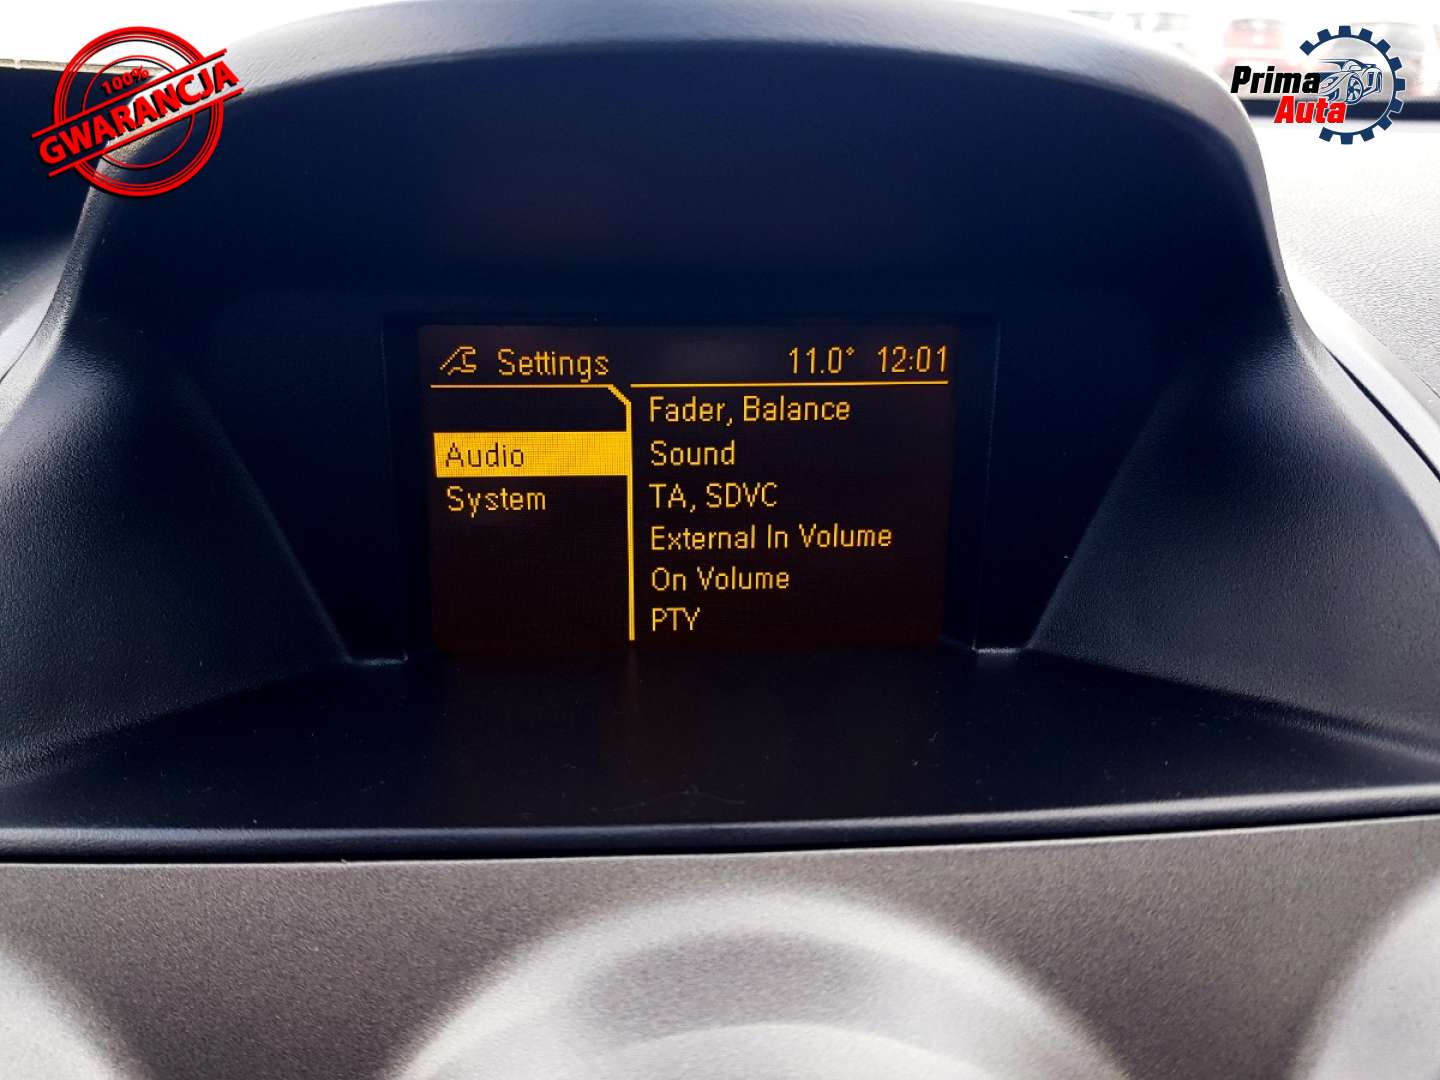 100%
GWARANCJA
Prima
Auta
Settings 11.0° 12:01
Audio
System
Fader, Balance
Sound
TA, SDVC
External In Volume
On Volume
PTY